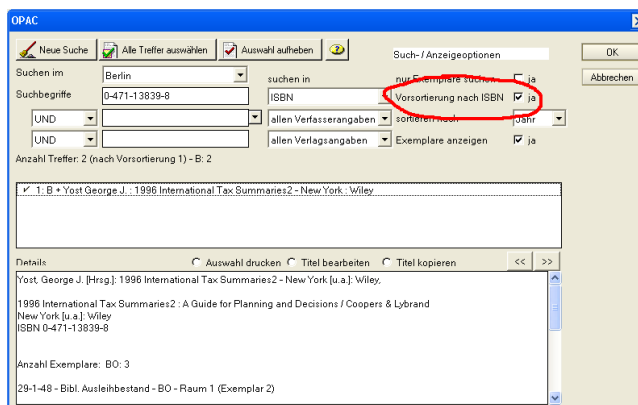 OPAC
Neue Suche Alle Treffer auswählen Auswahl aufheben Such-/Anzeigeoptionen OK
Suchen im Berlin suchen in nur Exemplare suchen ja Abbrechen
Suchbegriffe 0-471-13839-8 ISBN Vorsortierung nach ISBN ja
UND allen Verfasserangaben sortieren nach Jahr
UND allen Verlagsangaben Exemplare anzeigen ja
Anzahl Treffer: 2 (nach Vorsortierung 1) - B: 2
1: B + Yost George J. : 1996 International Tax Summaries2 - New York : Wiley
Details Auswahl drucken Titel bearbeiten Titel kopieren << >>
Yost, George J. [Hrsg.]: 1996 International Tax Summaries2 - New York [u.a.]: Wiley,
1996 International Tax Summaries2 : A Guide for Planning and Decisions / Coopers & Lybrand
New York [u.a.]: Wiley
ISBN 0-471-13839-8
Anzahl Exemplare: BO: 3
29-1-48 - Bibl. Ausleihbestand - BO - Raum 1 (Exemplar 2)